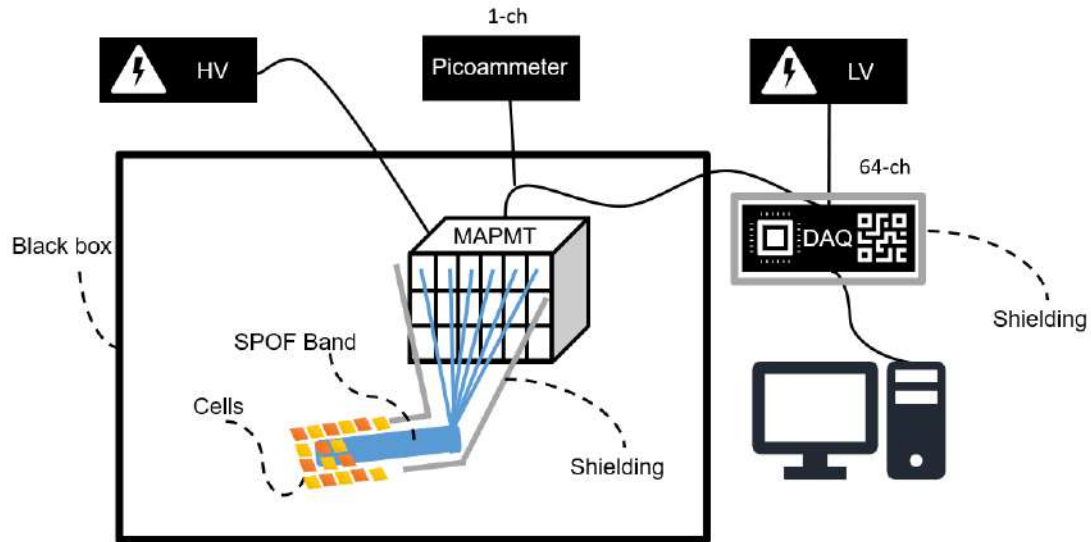 1-ch
HV
Picoammeter
LV
64-ch
MAPMT
DAQ
Black box
Shielding
SPOF Band
Cells
Shielding